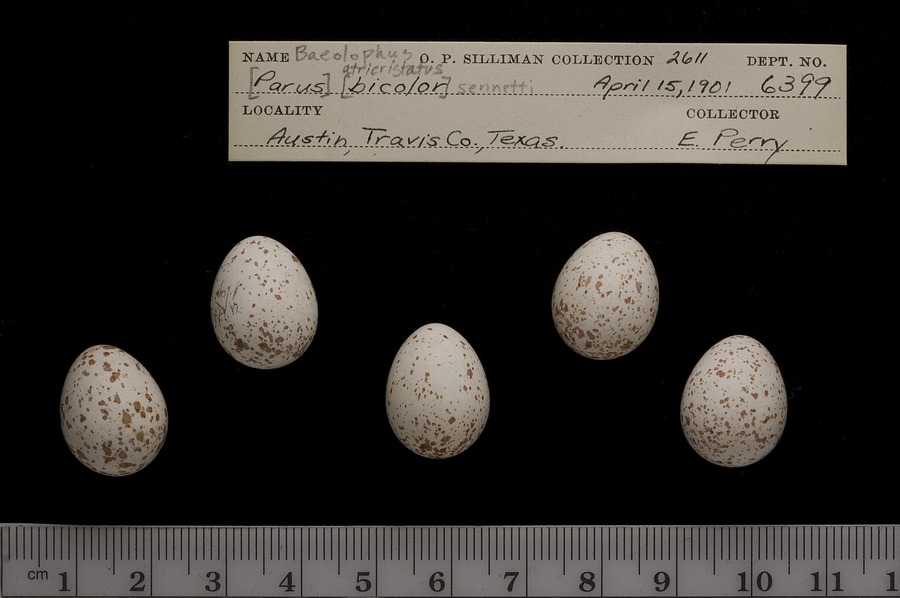 NAME Baeolophus O. P. SILLIMAN COLLECTION 2611 DEPT. NO.
atricristatus
[Parus] [bicolor] sennetti April 15, 1901 6399
LOCALITY COLLECTOR
Austin, Travis Co., Texas. E. Perry
cm 1 2 3 4 5 6 7 8 9 10 11 1